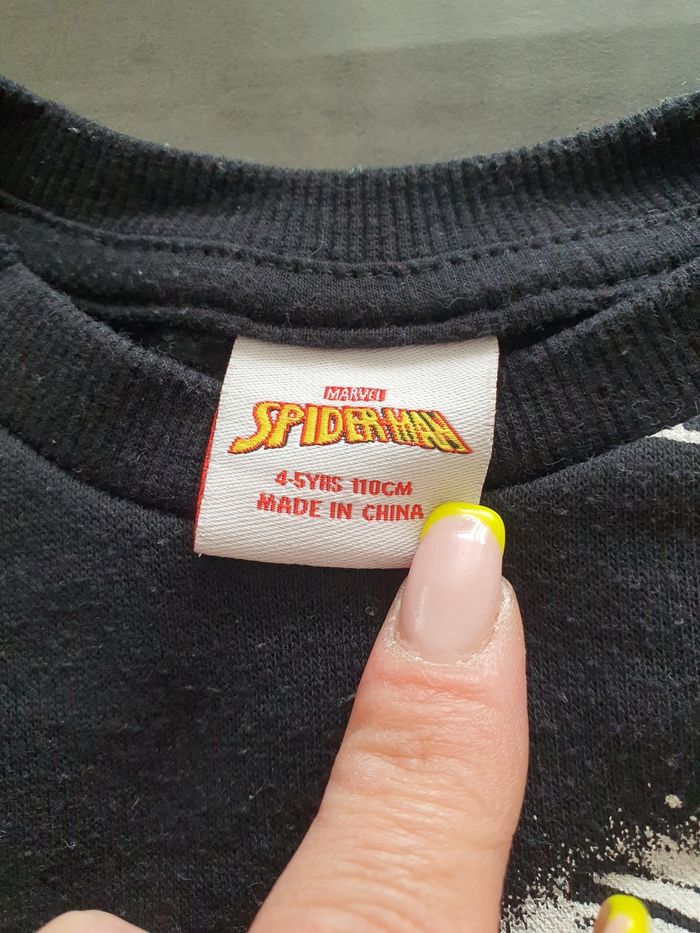 MARVEL
SPIDER-MAN
4-5YRS 110CM
MADE IN CHINA